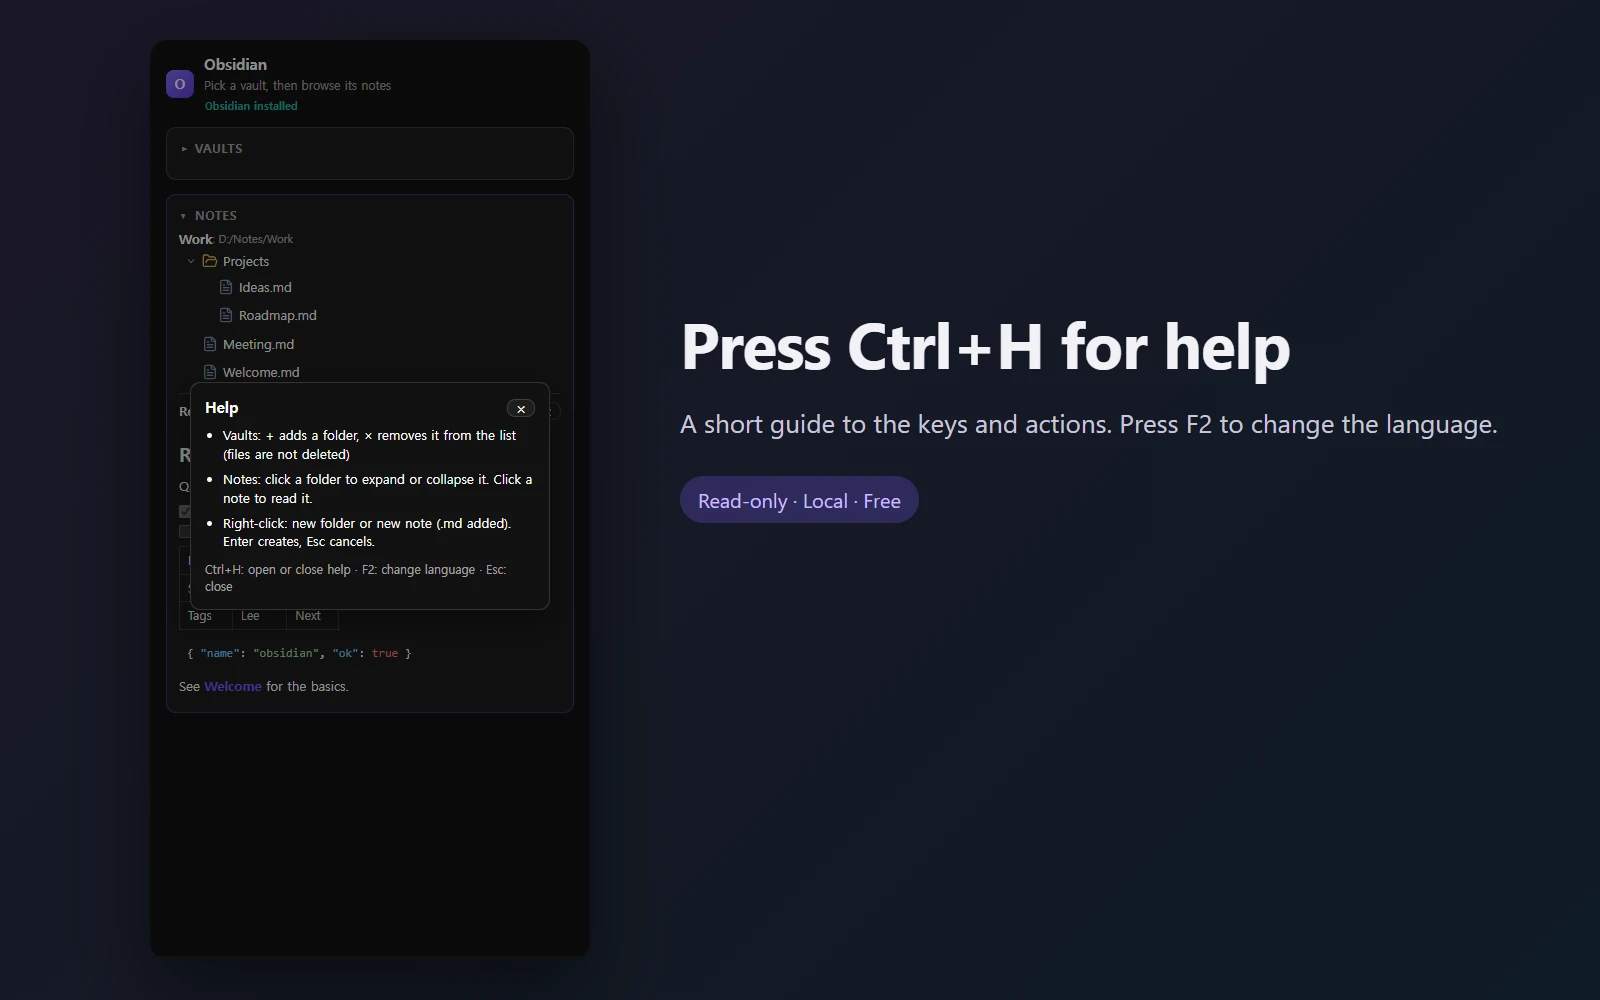 O
Obsidian
Pick a vault, then browse its notes
Obsidian installed
VAULTS
NOTES
Work D:/Notes/Work
Projects
Ideas.md
Roadmap.md
Meeting.md
Welcome.md
Help
×
Vaults: + adds a folder, × removes it from the list
(files are not deleted)
Notes: click a folder to expand or collapse it. Click a
note to read it.
Right-click: new folder or new note (.md added).
Enter creates, Esc cancels.
Ctrl+H: open or close help · F2: change language · Esc:
close
Tags Lee Next
{ "name": "obsidian", "ok": true }
See Welcome for the basics.
Press Ctrl+H for help
A short guide to the keys and actions. Press F2 to change the language.
Read-only · Local · Free